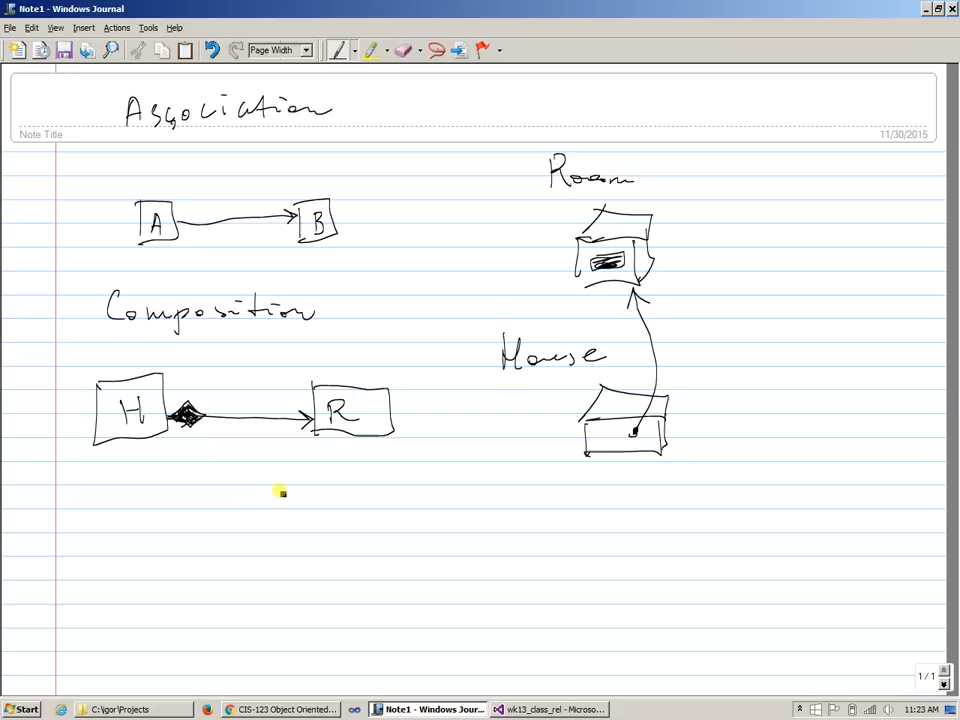 Note1 - Windows Journal
File Edit View Insert Actions Tools Help
Page Width
Association
Note Title
11/30/2015
Room
A
B
Composition
House
H
R
1/1
Start
C:\igor\Projects
CIS-123 Object Oriented...
Note1 - Windows Jour...
wk13_class_rel - Microso...
11:23 AM